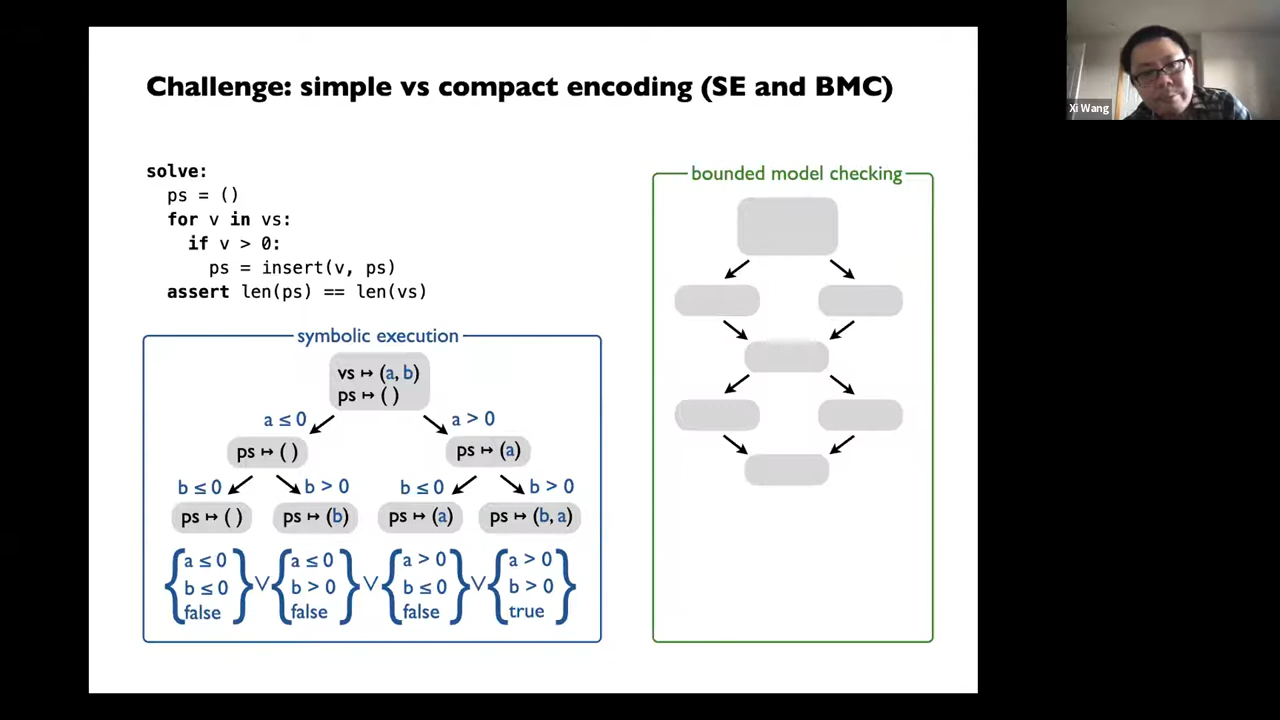 Challenge: simple vs compact encoding (SE and BMC)
Xi Wang
solve:
ps = ()
for v in vs:
if v > 0:
ps = insert(v, ps)
assert len(ps) == len(vs)
symbolic execution
vs ↦ (a, b)
ps ↦ ( )
a ≤ 0
a > 0
ps ↦ ( )
ps ↦ (a)
b ≤ 0
b > 0
b ≤ 0
b > 0
ps ↦ ( )
ps ↦ (b)
ps ↦ (a)
ps ↦ (b, a)
{ a ≤ 0 } ∨ { a ≤ 0 } ∨ { a > 0 } ∨ { a > 0 }
b ≤ 0 b > 0 b ≤ 0 b > 0
false false false true
bounded model checking